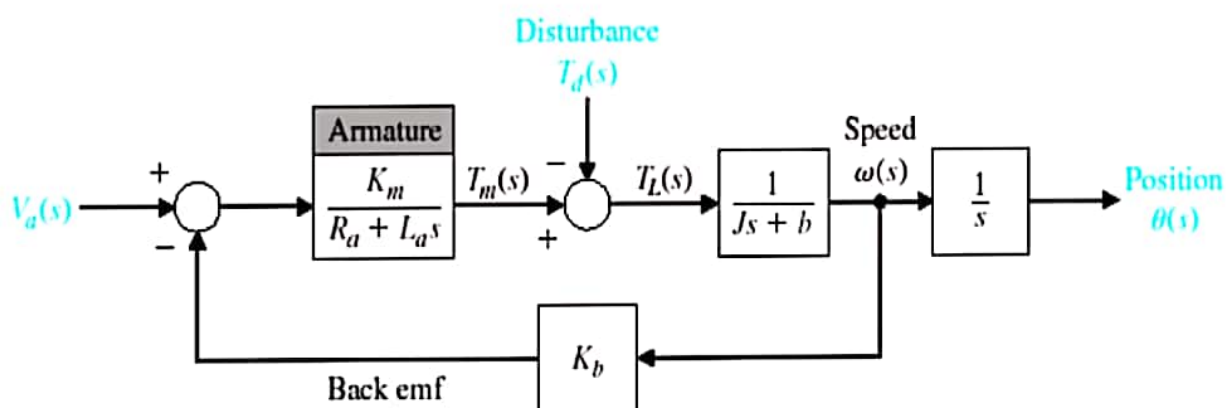 Disturbance
T_d(s)
Armature
Speed
ω(s)
+
K_m
R_a + L_a s
T_m(s)
−
T_L(s)
1
Js + b
1
s
Position
θ(s)
V_a(s)
−
+
K_b
Back emf